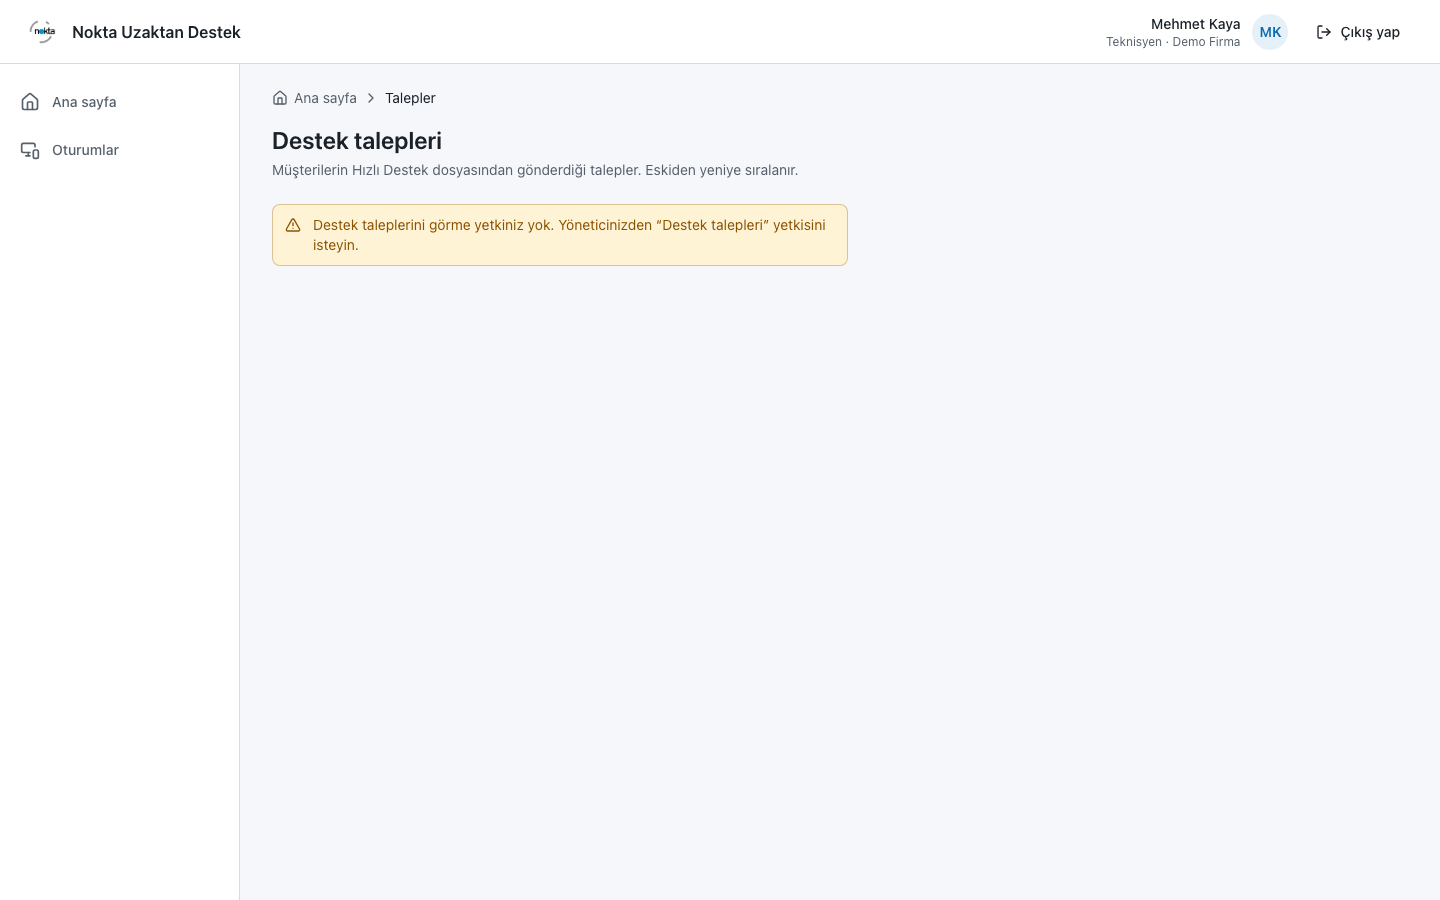 nokta
Nokta Uzaktan Destek
Mehmet Kaya
Teknisyen · Demo Firma
MK
Çıkış yap
Ana sayfa
Oturumlar
Ana sayfa
Talepler
Destek talepleri
Müşterilerin Hızlı Destek dosyasından gönderdiği talepler. Eskiden yeniye sıralanır.
Destek taleplerini görme yetkiniz yok. Yöneticinizden “Destek talepleri” yetkisini
isteyin.